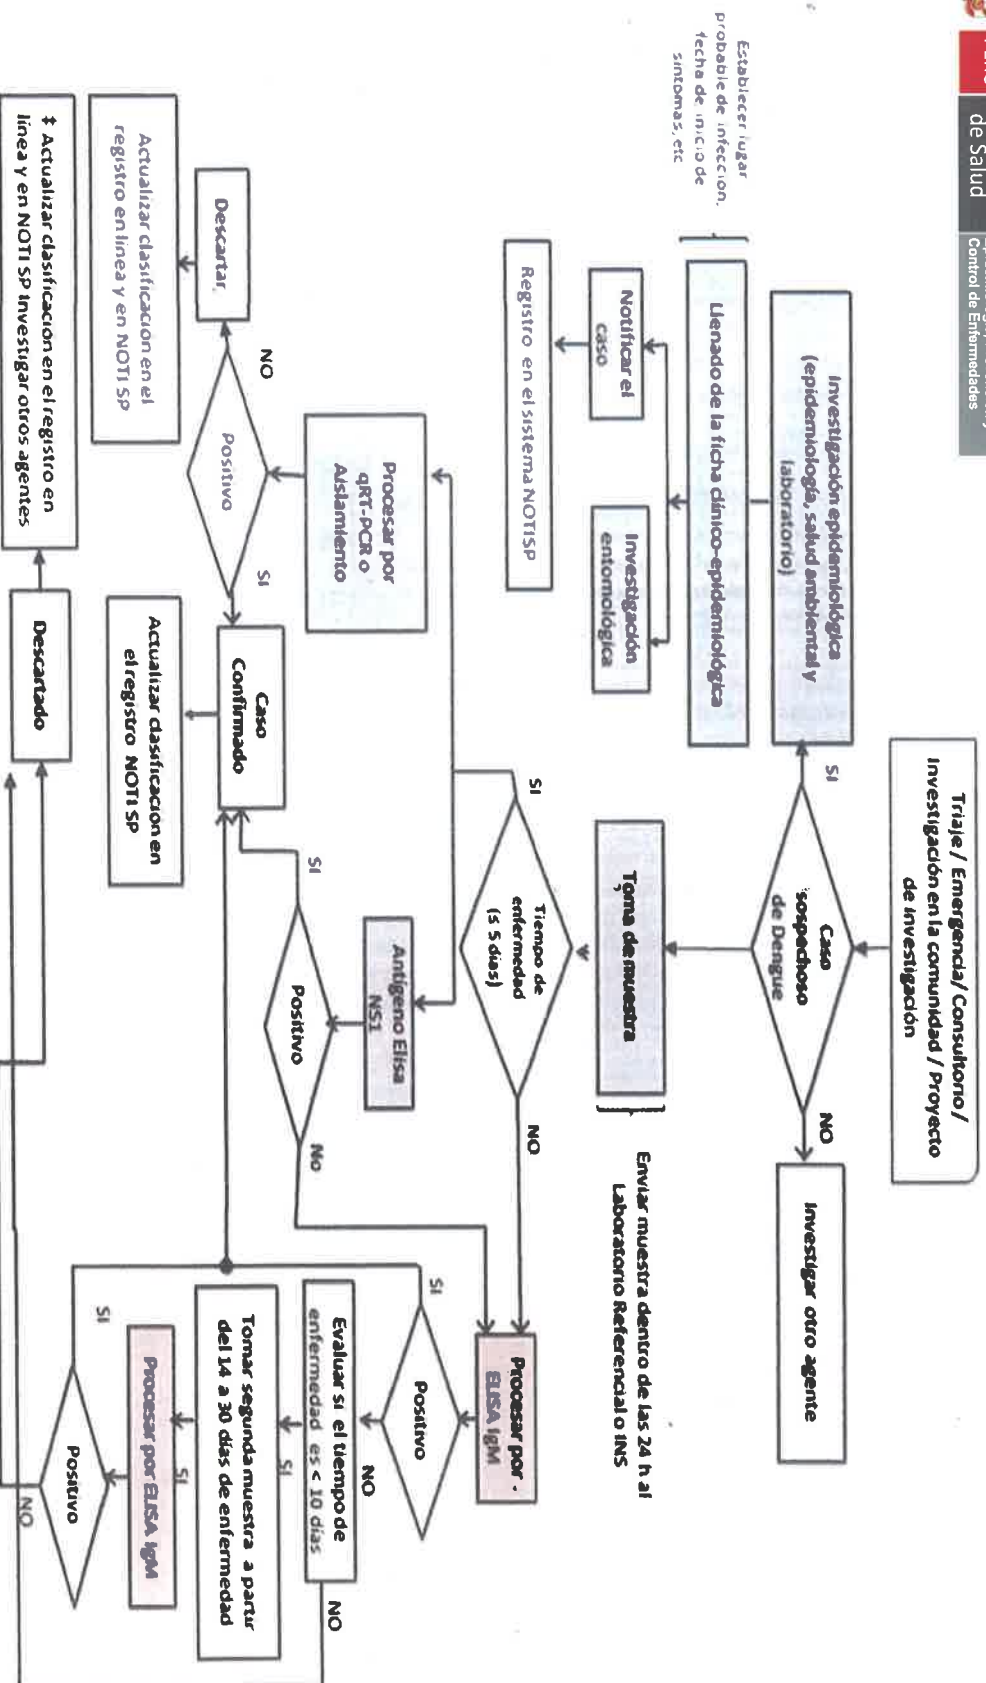 de Salud
Control de Enfermedades
Triaje / Emergencia/ Consultorio /
Investigación en la comunidad / Proyecto
de investigación
Caso
sospechoso
de Dengue
SI
NO
Investigar otro agente
Investigación epidemiológica
(epidemiología, salud ambiental y
laboratorio)
Llenado de la ficha clínico-epidemiológica
Establecer lugar
probable de infeccion,
fecha de inicio de
sintomas, etc
Notificar el
caso
Investigación
entomológica
Registro en el sistema NOTISP
Toma de muestra
Enviar muestra dentro de las 24 h al
Laboratorio Referencial o INS
Tiempo de
enfermedad
(≤ 5 dias)
SI
NO
Procesar por
qRT-PCR o
Aislamiento
Antígeno Elisa
NS1
Procesar por -
ELISA IgM
Positivo
NO
SI
Positivo
SI
No
Positivo
SI
NO
Descartar
Caso
Confirmado
Evaluar si el tiempo de
enfermedad es < 10 días
SI
NO
Actualizar clasificación en el
registro en linea y en NOTI SP
Actualizar clasificacion en
el registro NOTI SP
Tomar segunda muestra a partir
del 14 a 30 días de enfermedad
SI
Procesar por ELISA IgM
Positivo
SI
NO
Descartado
‡ Actualizar clasificación en el registro en
linea y en NOTI SP Investigar otros agentes